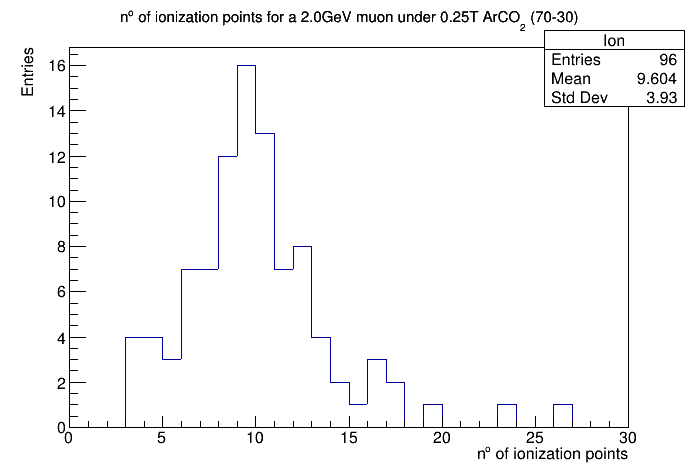 nº of ionization points for a 2.0GeV muon under 0.25T ArCO2 (70-30)
Ion
Entries 96
Mean 9.604
Std Dev 3.93
Entries
16
14
12
10
8
6
4
2
0
0 5 10 15 20 25 30
nº of ionization points